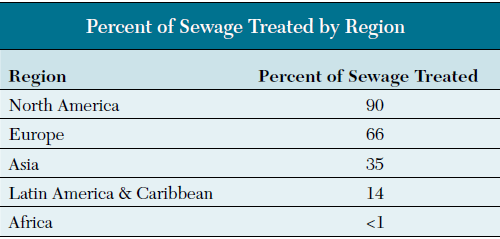 Percent of Sewage Treated by Region
Region Percent of Sewage Treated
North America 90
Europe 66
Asia 35
Latin America & Caribbean 14
Africa <1